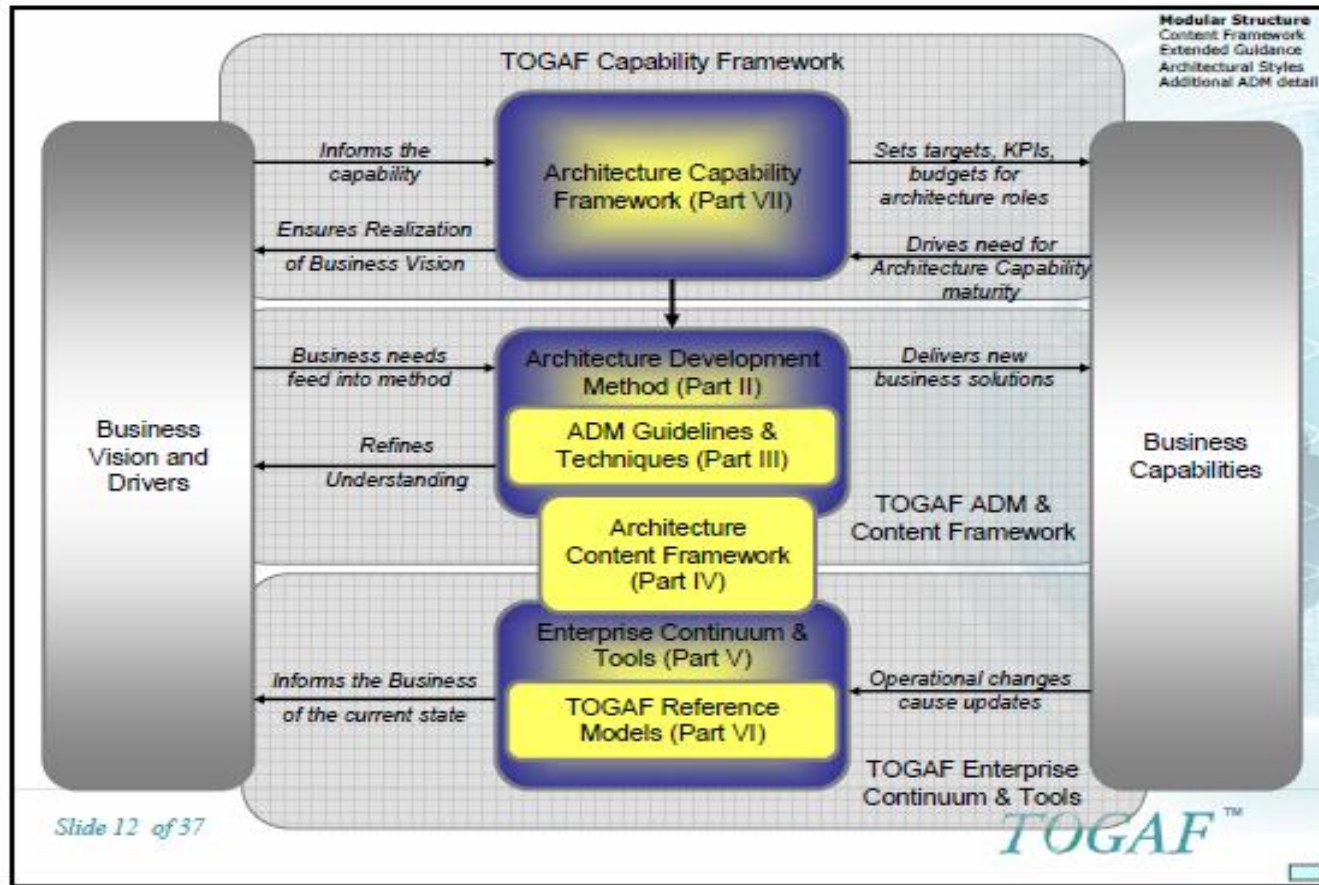 Modular Structure
Content Framework
Extended Guidance
Architectural Styles
Additional ADM detail
TOGAF Capability Framework
Informs the
capability
Architecture Capability
Framework (Part VII)
Sets targets, KPIs,
budgets for
architecture roles
Ensures Realization
of Business Vision
Drives need for
Architecture Capability
maturity
Business needs
feed into method
Architecture Development
Method (Part II)
Delivers new
business solutions
Business
Vision and
Drivers
Refines
Understanding
ADM Guidelines &
Techniques (Part III)
Business
Capabilities
TOGAF ADM &
Content Framework
Architecture
Content Framework
(Part IV)
Enterprise Continuum &
Tools (Part V)
Informs the Business
of the current state
TOGAF Reference
Models (Part VI)
Operational changes
cause updates
TOGAF Enterprise
Continuum & Tools
Slide 12 of 37
TOGAF™